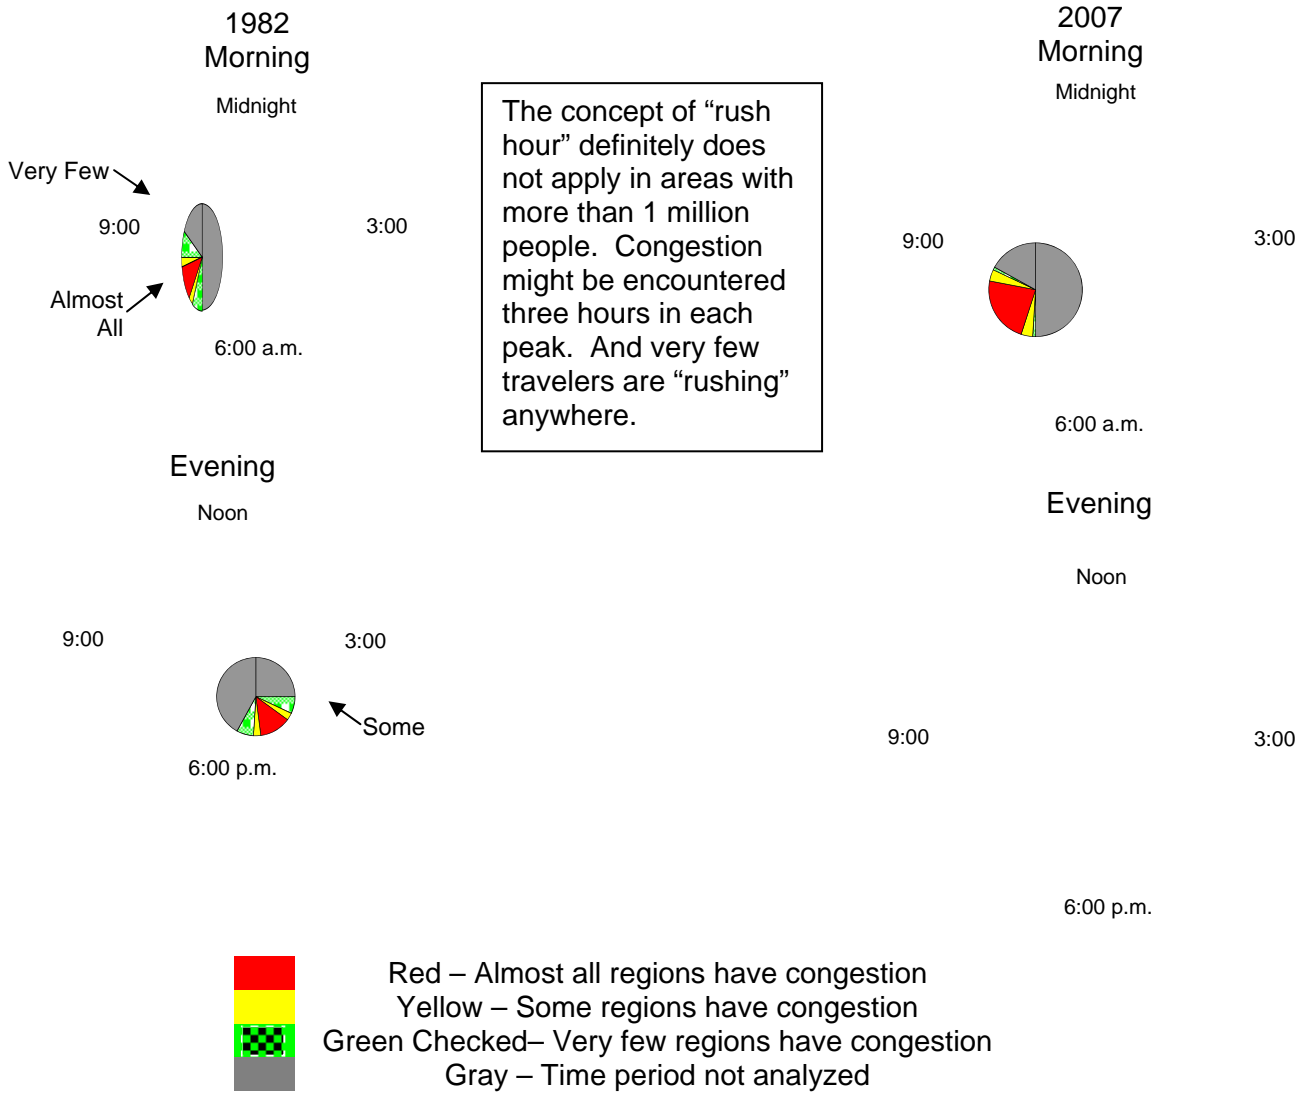 1982
Morning
Midnight
Very Few
9:00
3:00
Almost
All
6:00 a.m.
The concept of “rush
hour” definitely does
not apply in areas with
more than 1 million
people.  Congestion
might be encountered
three hours in each
peak.  And very few
travelers are “rushing”
anywhere.
2007
Morning
Midnight
9:00
3:00
6:00 a.m.
Evening
Noon
9:00
3:00
Some
6:00 p.m.
Evening
Noon
9:00
3:00
6:00 p.m.
Red – Almost all regions have congestion
Yellow – Some regions have congestion
Green Checked– Very few regions have congestion
Gray – Time period not analyzed